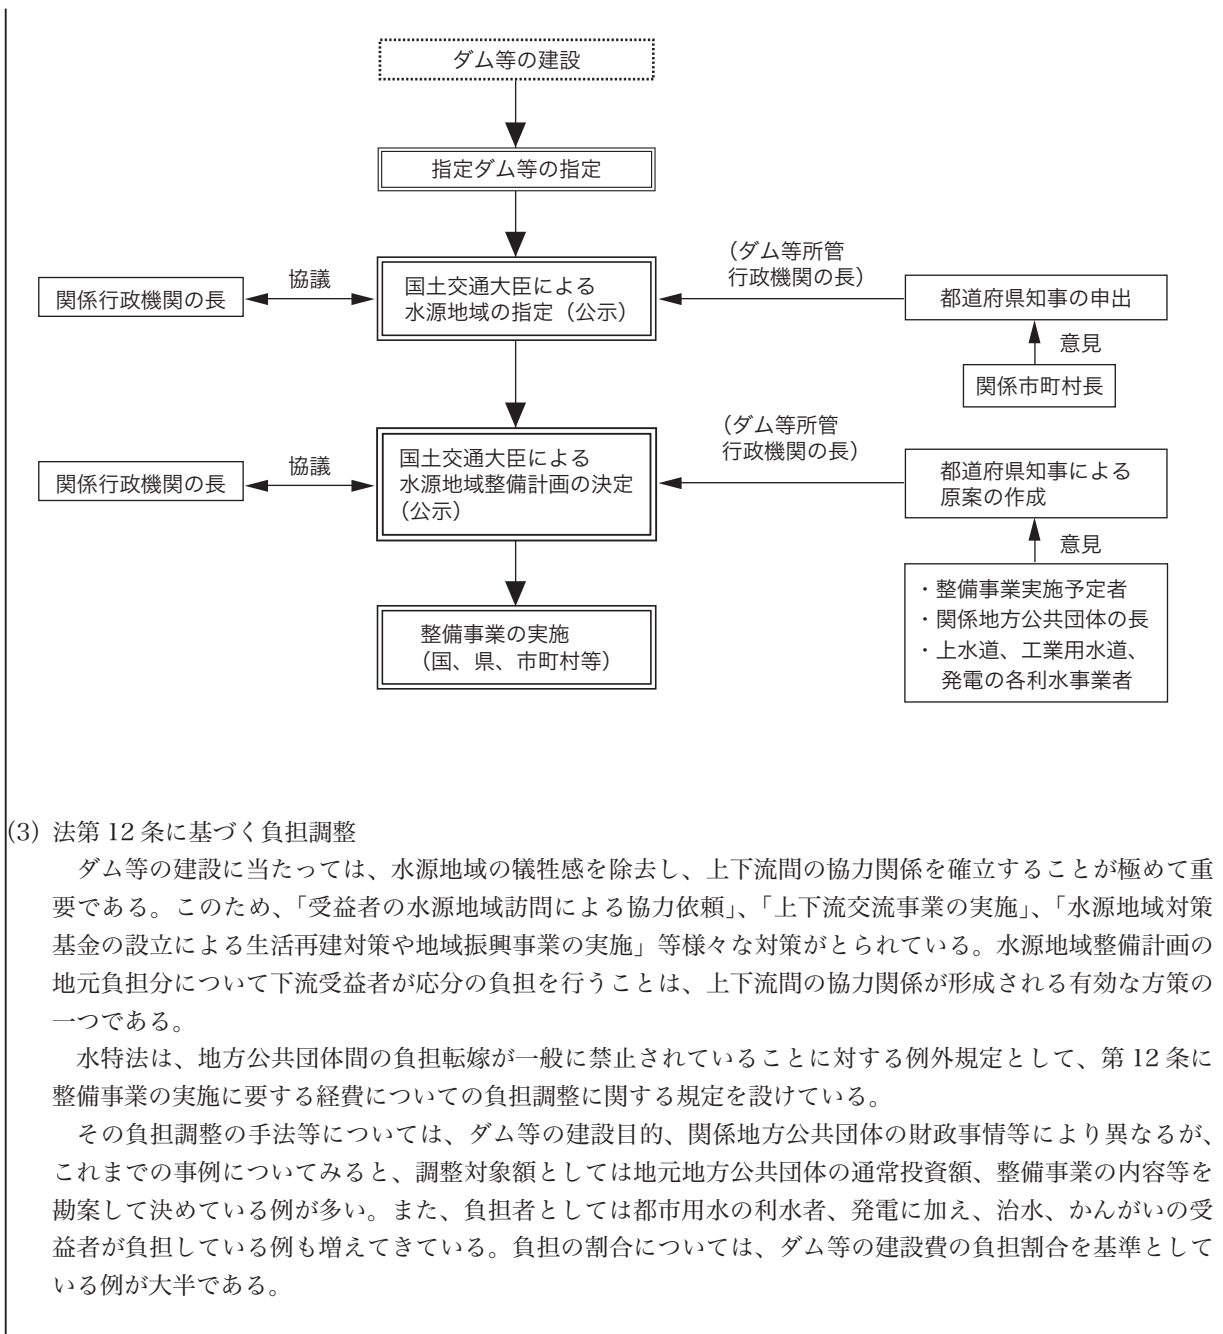 ダム等の建設
指定ダム等の指定
(ダム等所管
行政機関の長)
関係行政機関の長
協議
国土交通大臣による
水源地域の指定(公示)
都道府県知事の申出
意見
関係市町村長
(ダム等所管
行政機関の長)
関係行政機関の長
協議
国土交通大臣による
水源地域整備計画の決定
(公示)
都道府県知事による
原案の作成
意見
・整備事業実施予定者
・関係地方公共団体の長
・上水道、工業用水道、
発電の各利水事業者
整備事業の実施
(国、県、市町村等)
(3) 法第 12 条に基づく負担調整
ダム等の建設に当たっては、水源地域の犠牲感を除去し、上下流間の協力関係を確立することが極めて重
要である。このため、「受益者の水源地域訪問による協力依頼」、「上下流交流事業の実施」、「水源地域対策
基金の設立による生活再建対策や地域振興事業の実施」等様々な対策がとられている。水源地域整備計画の
地元負担分について下流受益者が応分の負担を行うことは、上下流間の協力関係が形成される有効な方策の
一つである。
水特法は、地方公共団体間の負担転嫁が一般に禁止されていることに対する例外規定として、第 12 条に
整備事業の実施に要する経費についての負担調整に関する規定を設けている。
その負担調整の手法等については、ダム等の建設目的、関係地方公共団体の財政事情等により異なるが、
これまでの事例についてみると、調整対象額としては地元地方公共団体の通常投資額、整備事業の内容等を
勘案して決めている例が多い。また、負担者としては都市用水の利水者、発電に加え、治水、かんがいの受
益者が負担している例も増えてきている。負担の割合については、ダム等の建設費の負担割合を基準として
いる例が大半である。